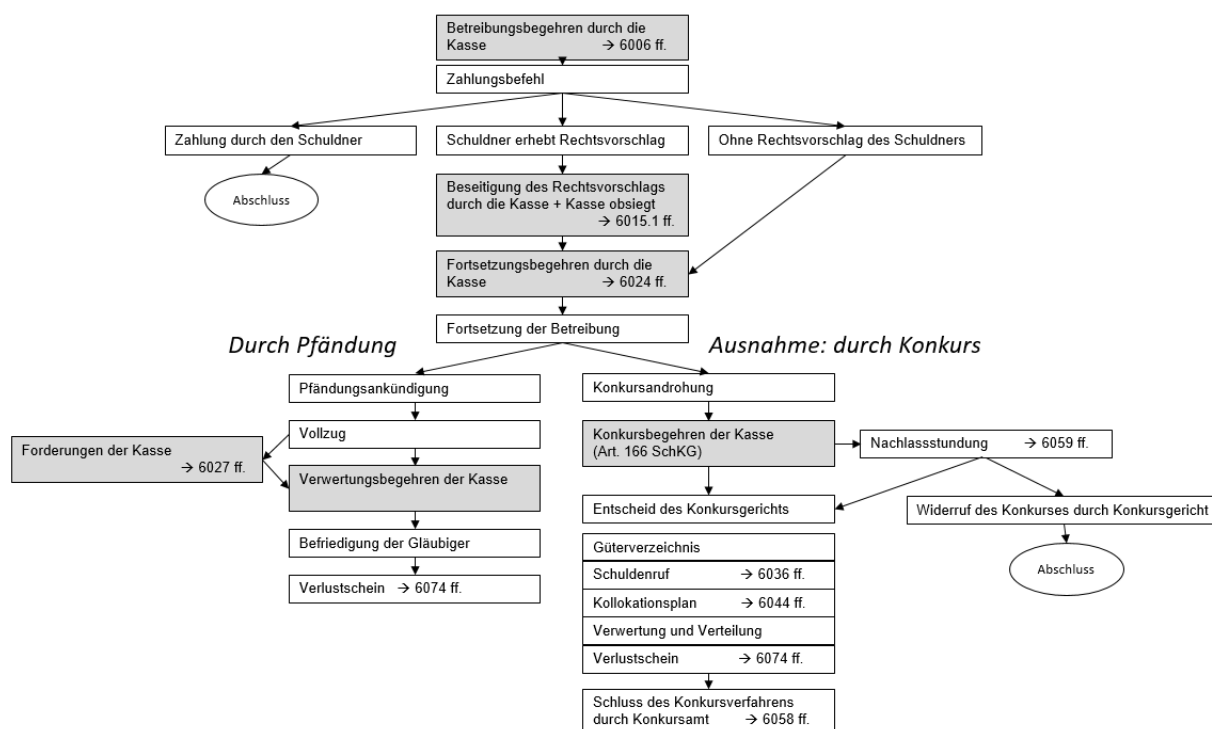 Betreibungsbegehren durch die
Kasse → 6006 ff.
Zahlungsbefehl
Zahlung durch den Schuldner
Schuldner erhebt Rechtsvorschlag
Ohne Rechtsvorschlag des Schuldners
Abschluss
Beseitigung des Rechtsvorschlags
durch die Kasse + Kasse obsiegt
→ 6015.1 ff.
Fortsetzungsbegehren durch die
Kasse → 6024 ff.
Fortsetzung der Betreibung
Durch Pfändung
Ausnahme: durch Konkurs
Pfändungsankündigung
Vollzug
Forderungen der Kasse
→ 6027 ff.
Verwertungsbegehren der Kasse
Befriedigung der Gläubiger
Verlustschein → 6074 ff.
Konkursandrohung
Konkursbegehren der Kasse
(Art. 166 SchKG)
Nachlassstundung → 6059 ff.
Entscheid des Konkursgerichts
Widerruf des Konkurses durch Konkursgericht
Abschluss
Güterverzeichnis
Schuldenruf → 6036 ff.
Kollokationsplan → 6044 ff.
Verwertung und Verteilung
Verlustschein → 6074 ff.
Schluss des Konkursverfahrens
durch Konkursamt → 6058 ff.